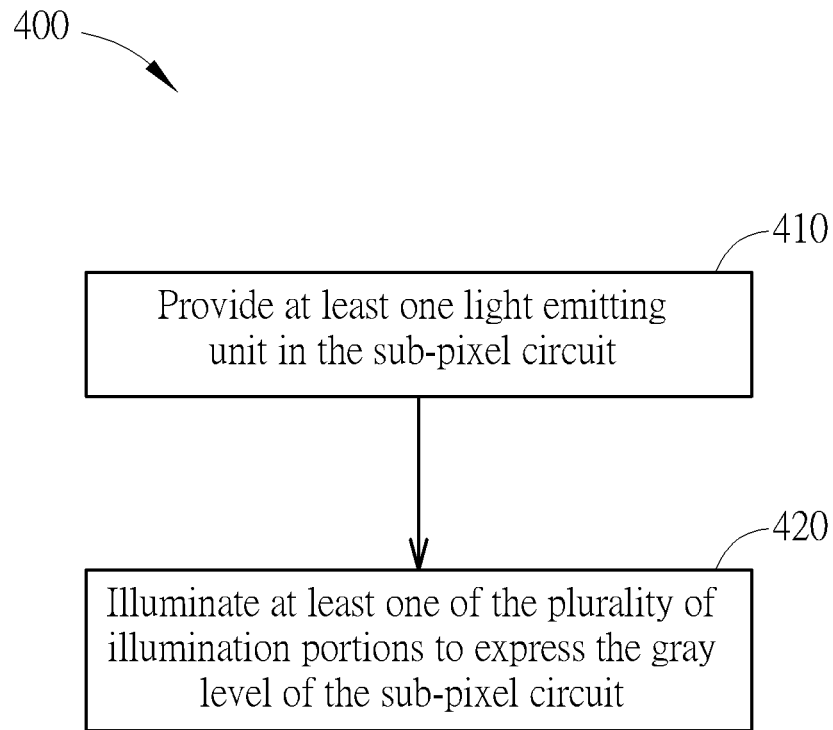 400
410
Provide at least one light emitting
unit in the sub-pixel circuit
420
Illuminate at least one of the plurality of
illumination portions to express the gray
level of the sub-pixel circuit